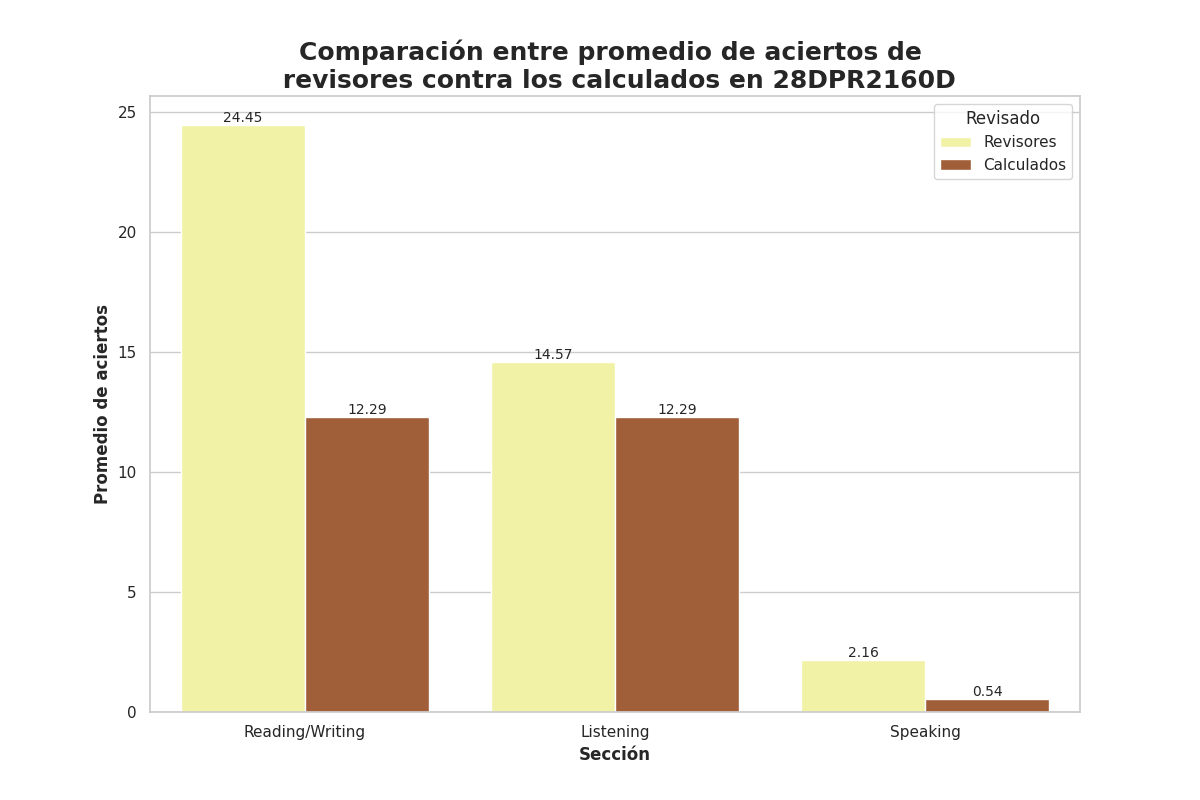 Comparación entre promedio de aciertos de
revisores contra los calculados en 28DPR2160D
Revisado
Revisores
Calculados
Promedio de aciertos
25
20
15
10
5
0
24.45
12.29
14.57
12.29
2.16
0.54
Reading/Writing
Listening
Speaking
Sección